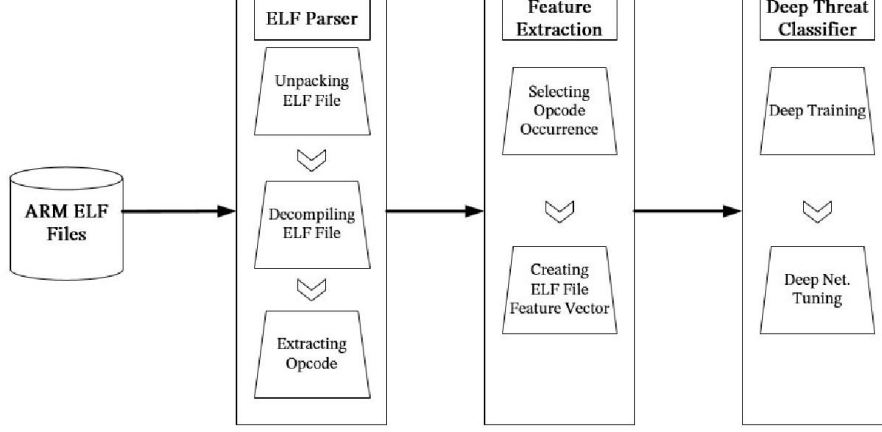 ARM ELF
Files
ELF Parser
Unpacking
ELF File
Decompiling
ELF File
Extracting
Opcode
Feature
Extraction
Selecting
Opcode
Occurrence
Creating
ELF File
Feature Vector
Deep Threat
Classifier
Deep Training
Deep Net.
Tuning